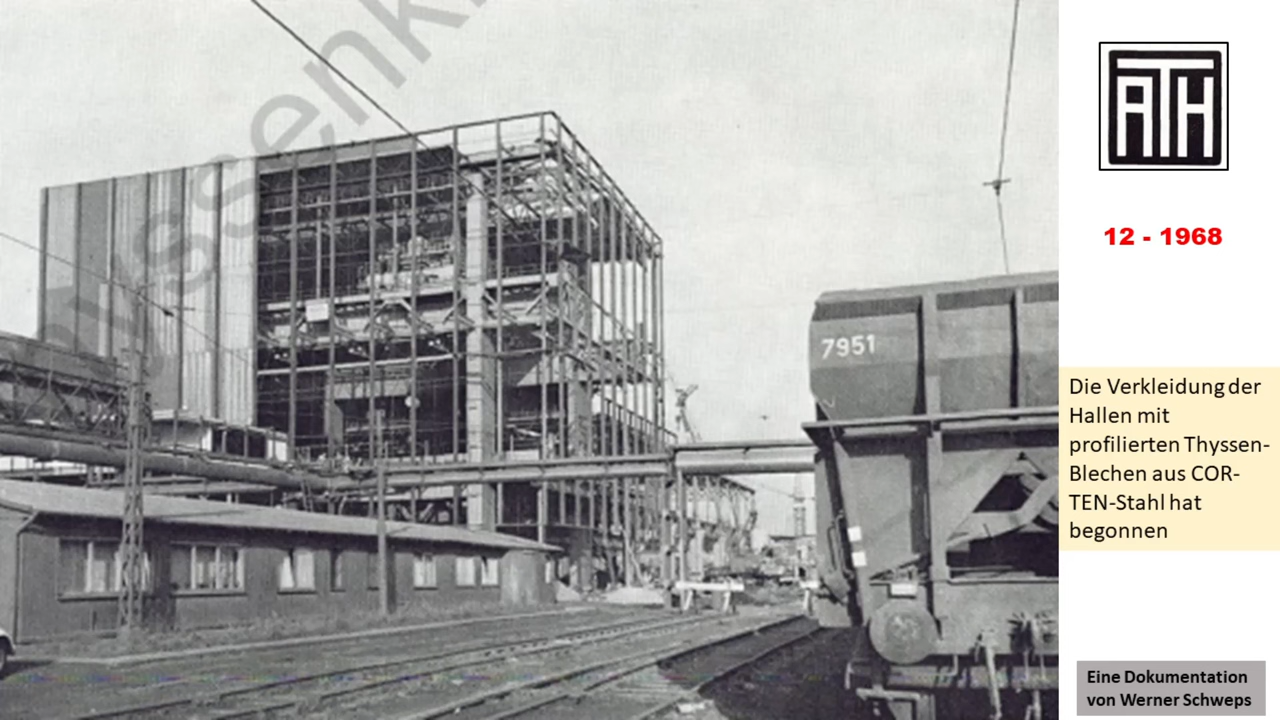 ATH
12 - 1968
7951
Die Verkleidung der
Hallen mit
profilierten Thyssen-
Blechen aus COR-
TEN-Stahl hat
begonnen
Eine Dokumentation
von Werner Schweps